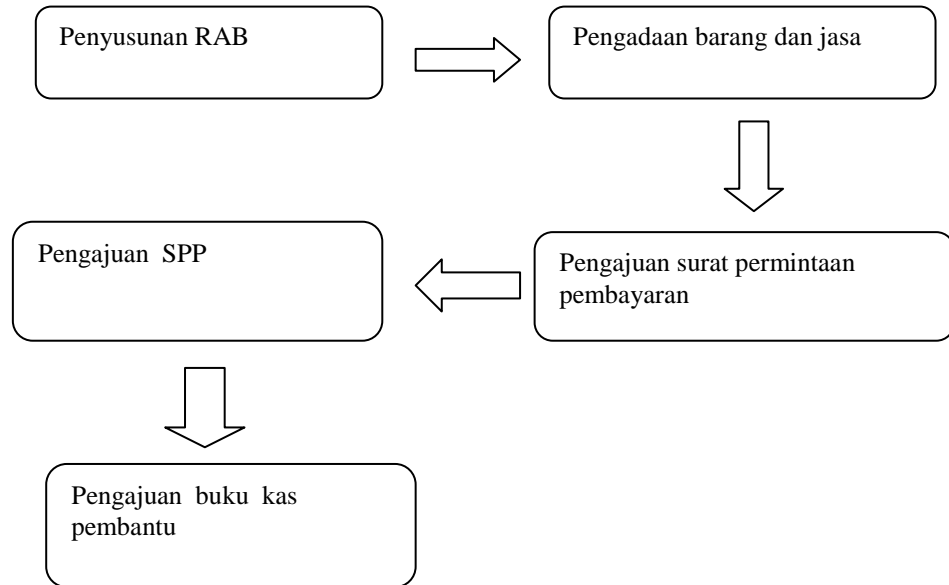 Penyusunan RAB
Pengadaan barang dan jasa
Pengajuan surat permintaan
pembayaran
Pengajuan SPP
Pengajuan buku kas
pembantu